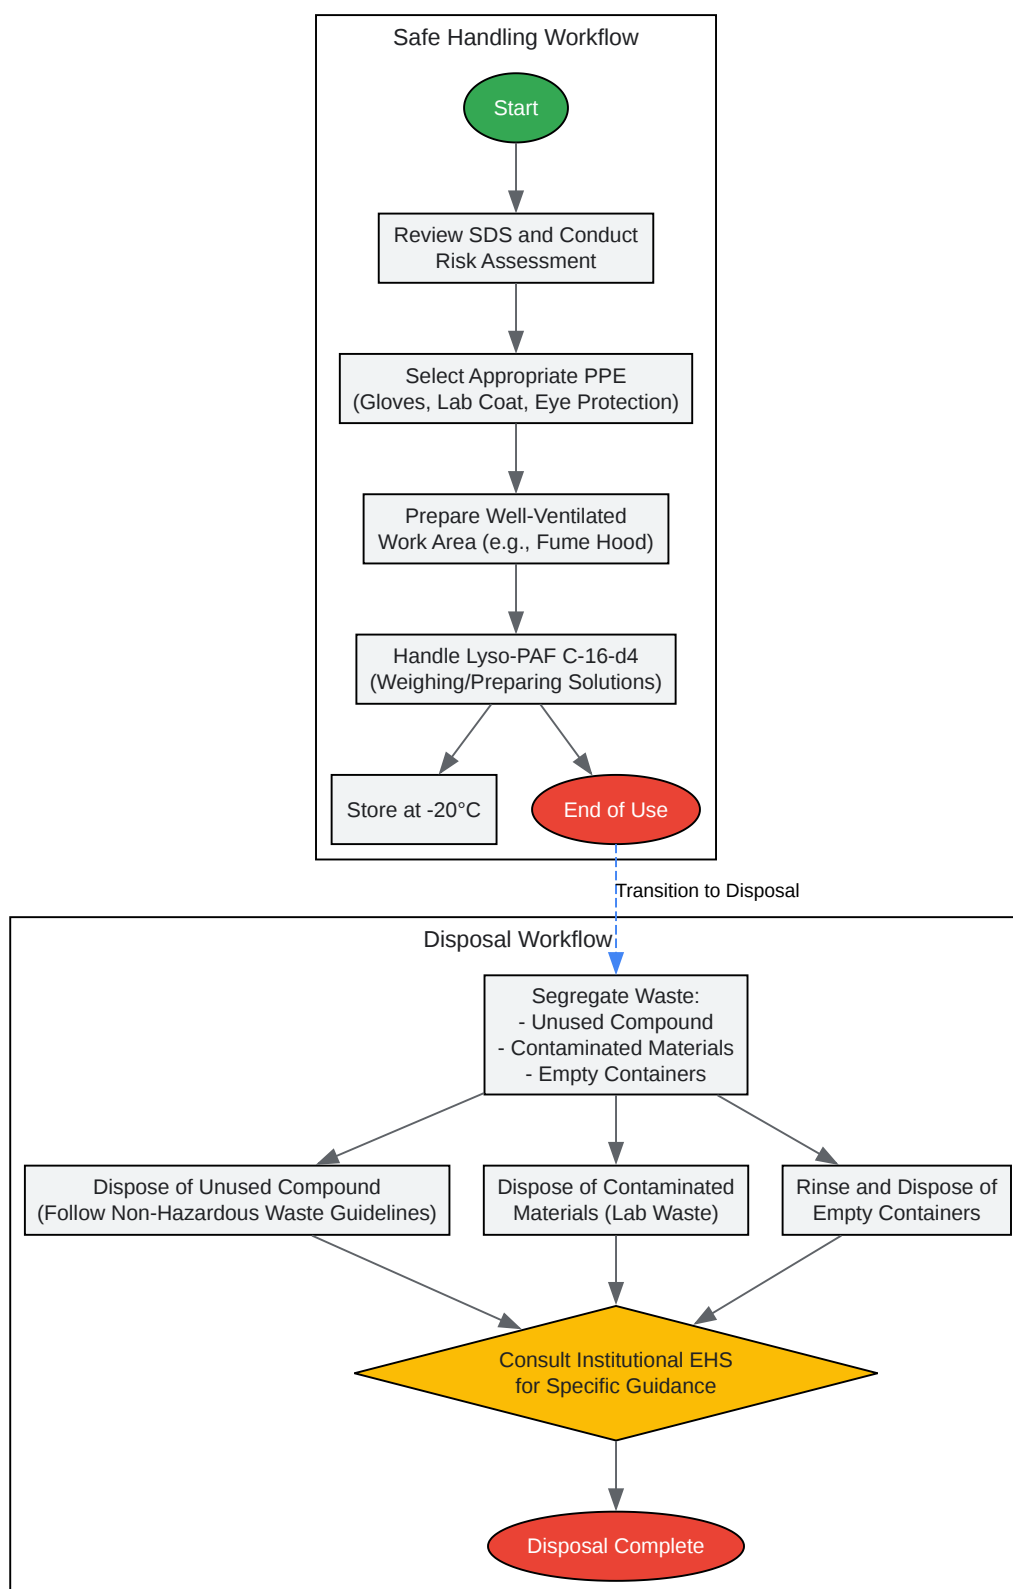 Safe Handling Workflow
Start
Review SDS and Conduct
Risk Assessment
Select Appropriate PPE
(Gloves, Lab Coat, Eye Protection)
Prepare Well-Ventilated
Work Area (e.g., Fume Hood)
Handle Lyso-PAF C-16-d4
(Weighing/Preparing Solutions)
Store at -20°C
End of Use
Transition to Disposal
Disposal Workflow
Segregate Waste:
- Unused Compound
- Contaminated Materials
- Empty Containers
Dispose of Unused Compound
(Follow Non-Hazardous Waste Guidelines)
Dispose of Contaminated
Materials (Lab Waste)
Rinse and Dispose of
Empty Containers
Consult Institutional EHS
for Specific Guidance
Disposal Complete